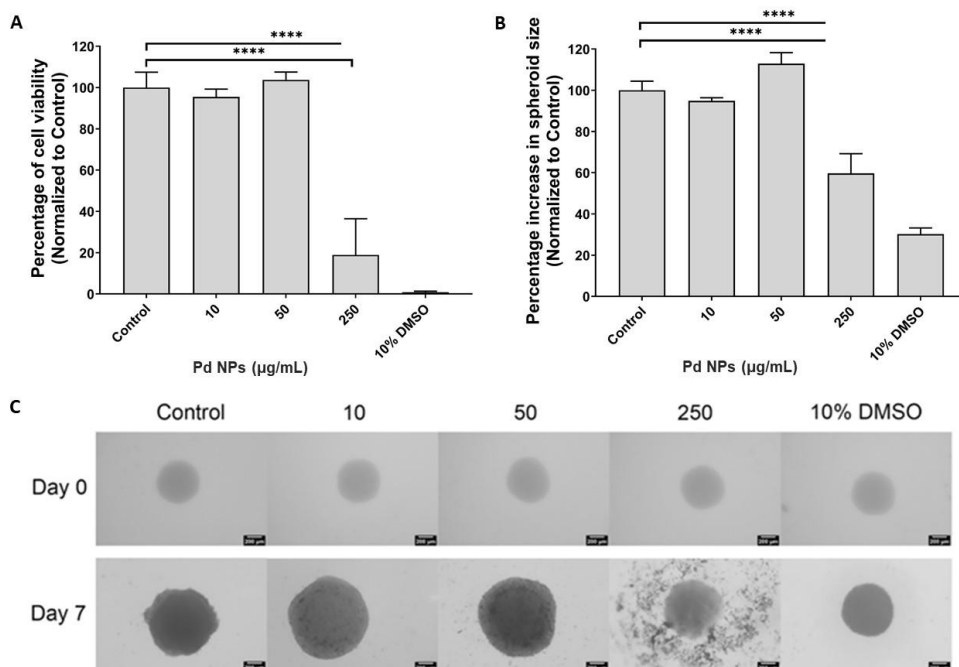 A
****
****
Percentage of cell viability
(Normalized to Control)
120
100
80
60
40
20
0
Control
10
50
250
10% DMSO
Pd NPs (µg/mL)
B
****
****
Percentage increase in spheroid size
(Normalized to Control)
120
100
80
60
40
20
0
Control
10
50
250
10% DMSO
Pd NPs (µg/mL)
C
Control 10 50 250 10% DMSO
Day 0
200 µm 200 µm 200 µm 200 µm 200 µm
Day 7